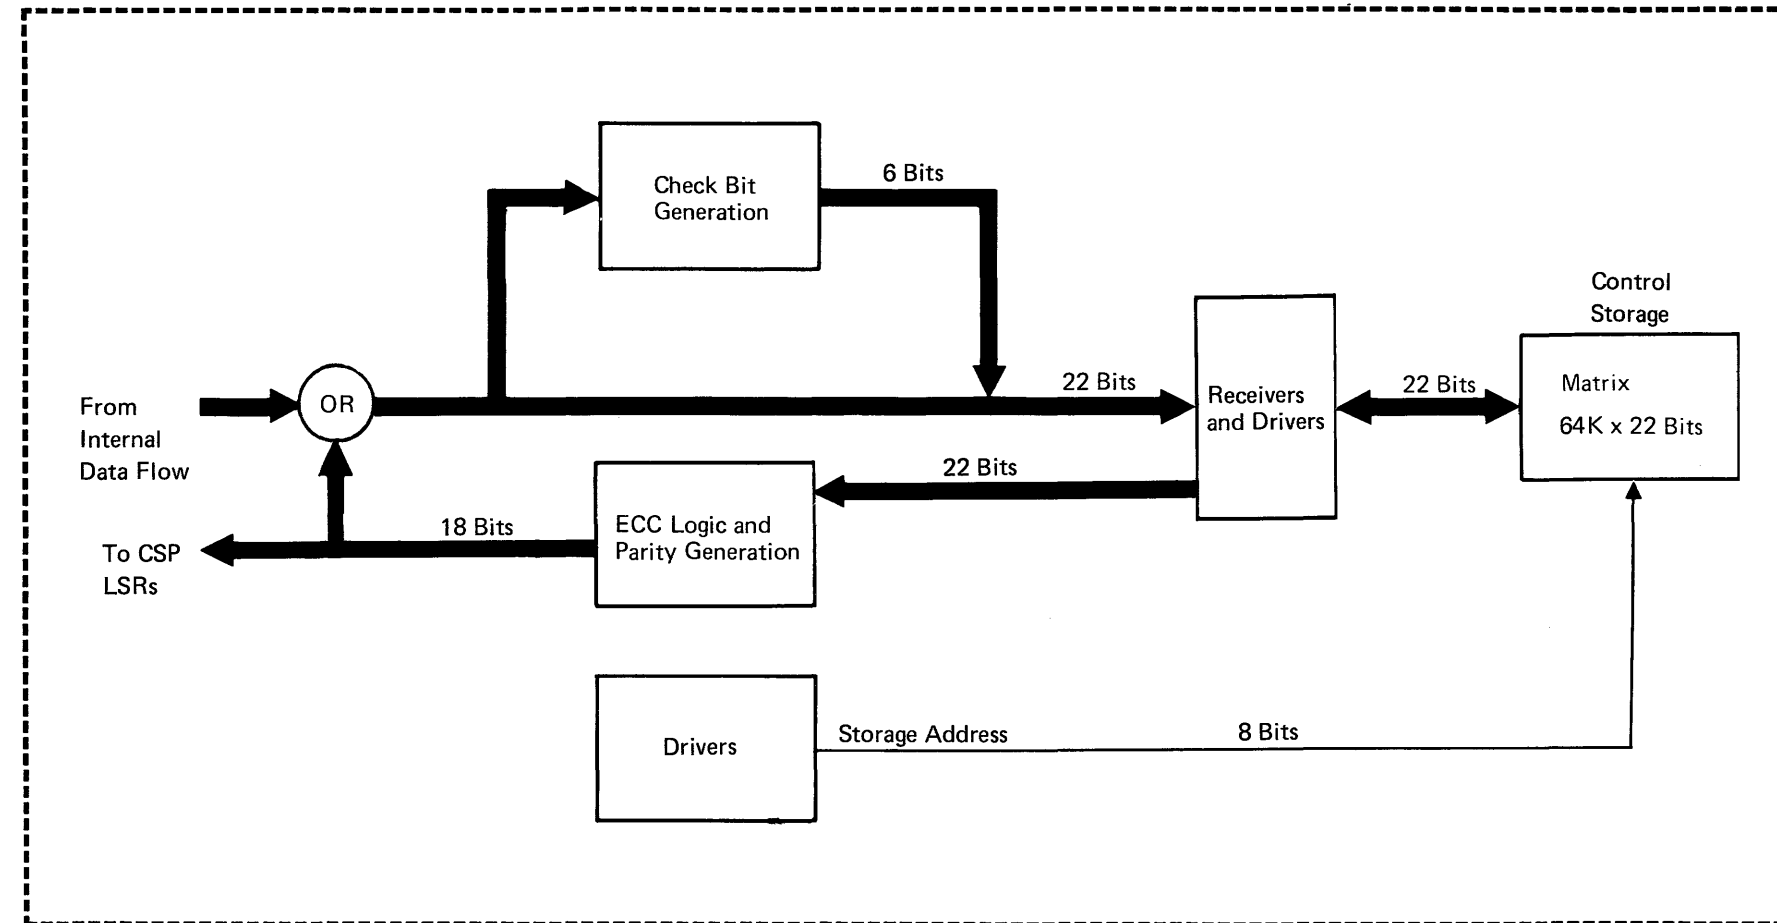 6 Bits
Check Bit
Generation
Control
Storage
From
Internal
Data Flow
OR
22 Bits
Receivers
and Drivers
22 Bits
Matrix
64K x 22 Bits
22 Bits
ECC Logic and
Parity Generation
18 Bits
To CSP
LSRs
Drivers
Storage Address
8 Bits